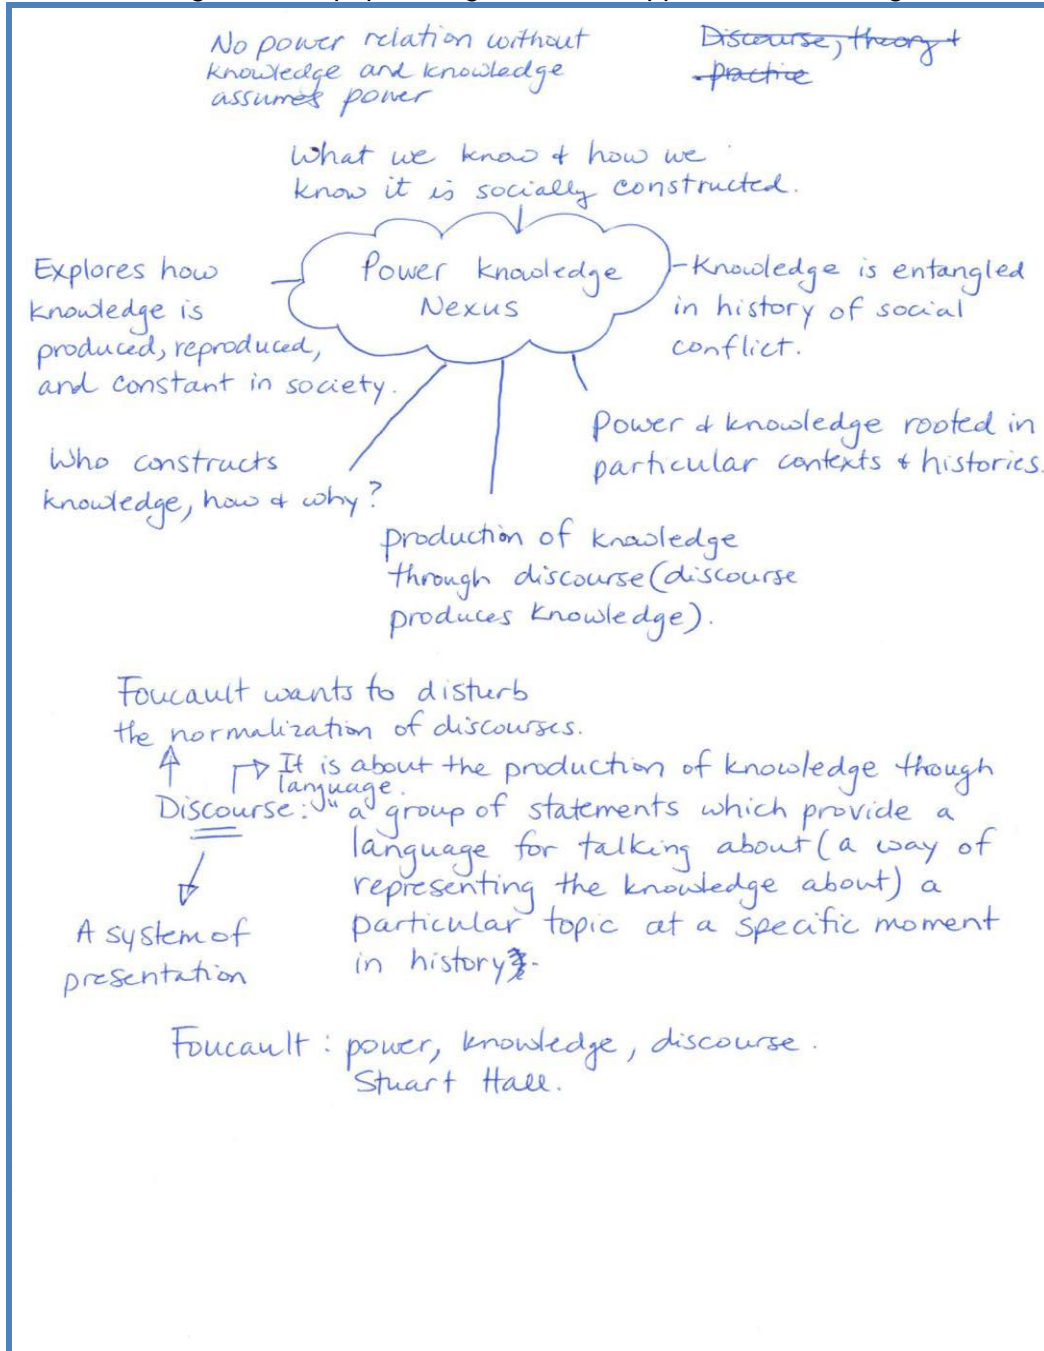 No power relation without
knowledge and knowledge
assumes power
Discourse, theory +
practice
What we know & how we
know it is socially constructed.
Power knowledge
Nexus
Explores how
knowledge is
produced, reproduced,
and constant in society.
-Knowledge is entangled
in history of social
conflict.
Power & knowledge rooted in
particular contexts & histories.
Who constructs
knowledge, how & why?
production of knowledge
through discourse (discourse
produces knowledge).
Foucault wants to disturb
the normalization of discourses.
It is about the production of knowledge though
language.
Discourse: "a group of statements which provide a
language for talking about (a way of
representing the knowledge about) a
particular topic at a specific moment
in history
A system of
presentation
Foucault: power, knowledge, discourse.
Stuart Hall.